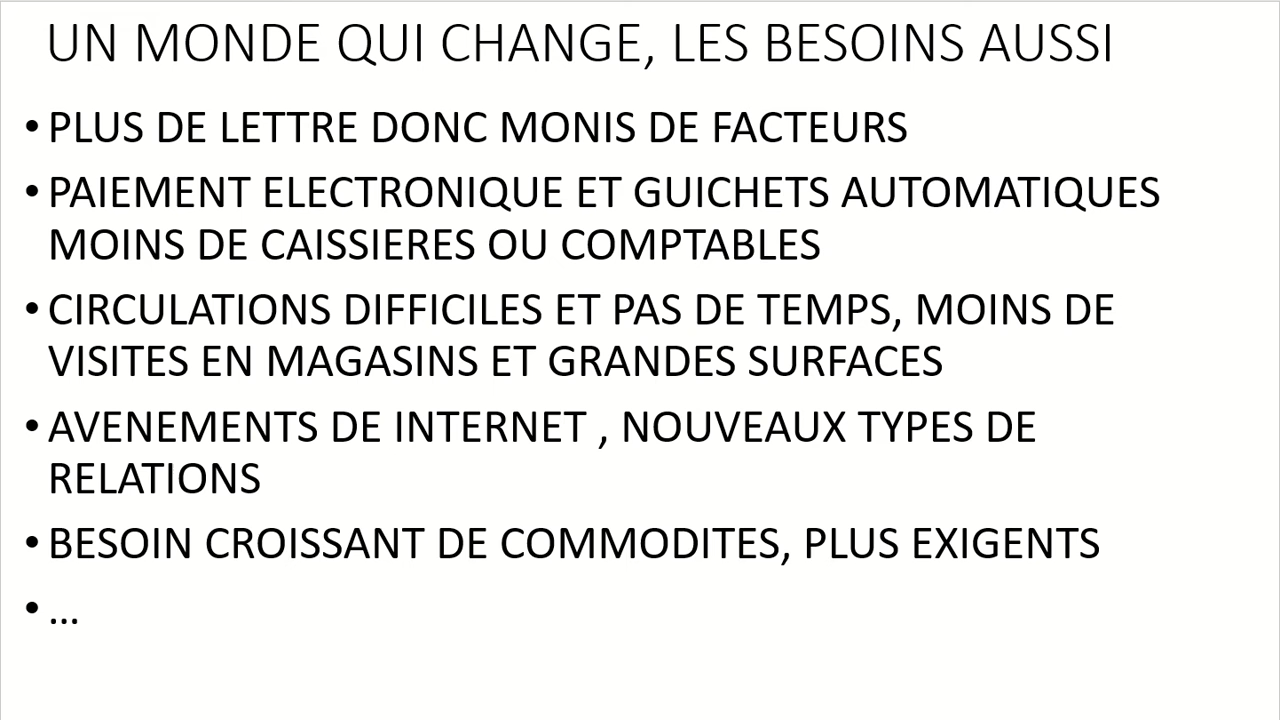 UN MONDE QUI CHANGE, LES BESOINS AUSSI
• PLUS DE LETTRE DONC MONIS DE FACTEURS
• PAIEMENT ELECTRONIQUE ET GUICHETS AUTOMATIQUES
MOINS DE CAISSIERES OU COMPTABLES
• CIRCULATIONS DIFFICILES ET PAS DE TEMPS, MOINS DE
VISITES EN MAGASINS ET GRANDES SURFACES
• AVENEMENTS DE INTERNET , NOUVEAUX TYPES DE
RELATIONS
• BESOIN CROISSANT DE COMMODITES, PLUS EXIGENTS
• ...